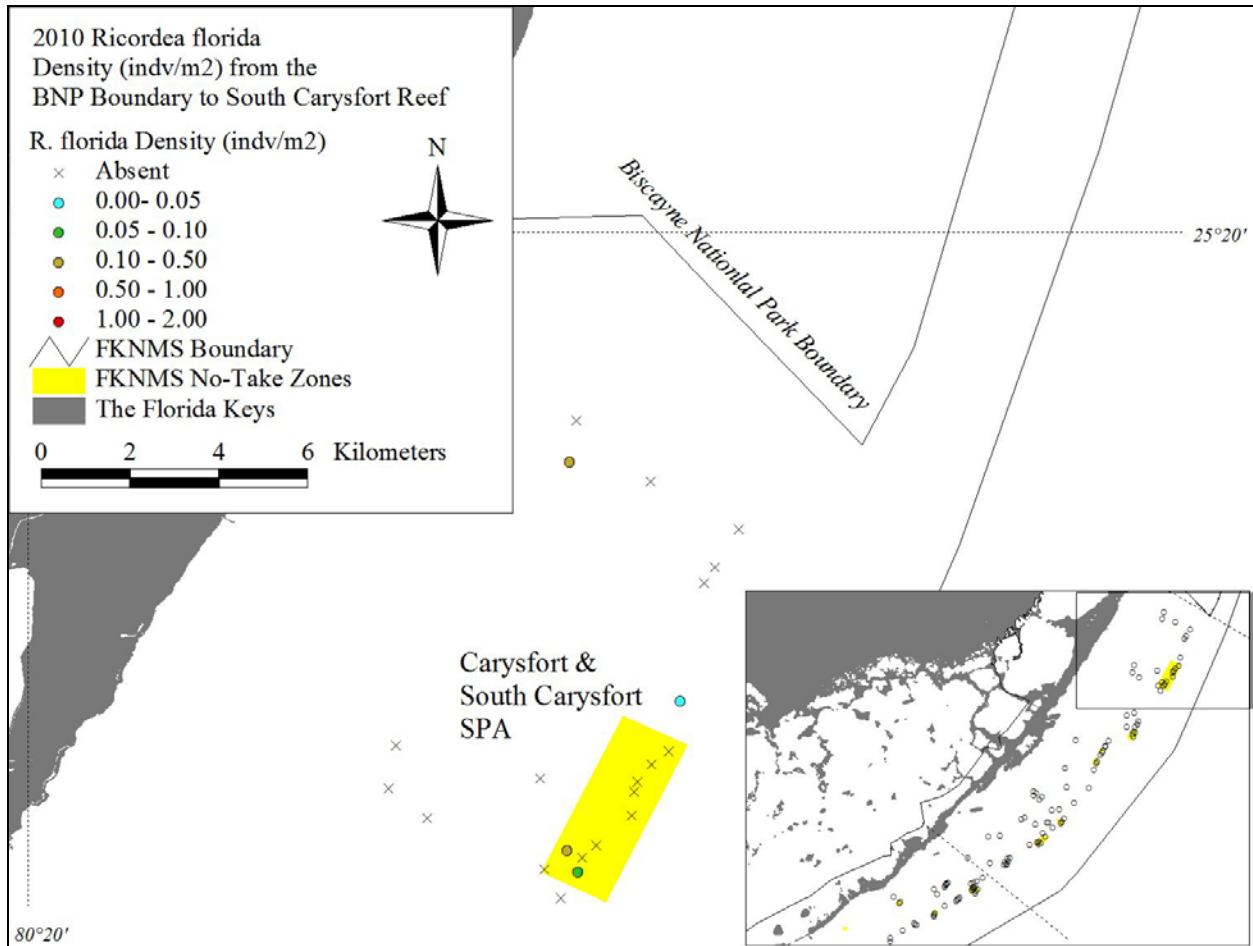 2010 Ricordea florida
Density (indv/m2) from the
BNP Boundary to South Carysfort Reef
R. florida Density (indv/m2)
Absent
0.00- 0.05
0.05 - 0.10
0.10 - 0.50
0.50 - 1.00
1.00 - 2.00
FKNMS Boundary
FKNMS No-Take Zones
The Florida Keys
0 2 4 6 Kilometers
N
Biscayne Nationlal Park Boundary
25°20'
Carysfort &
South Carysfort
SPA
80°20'